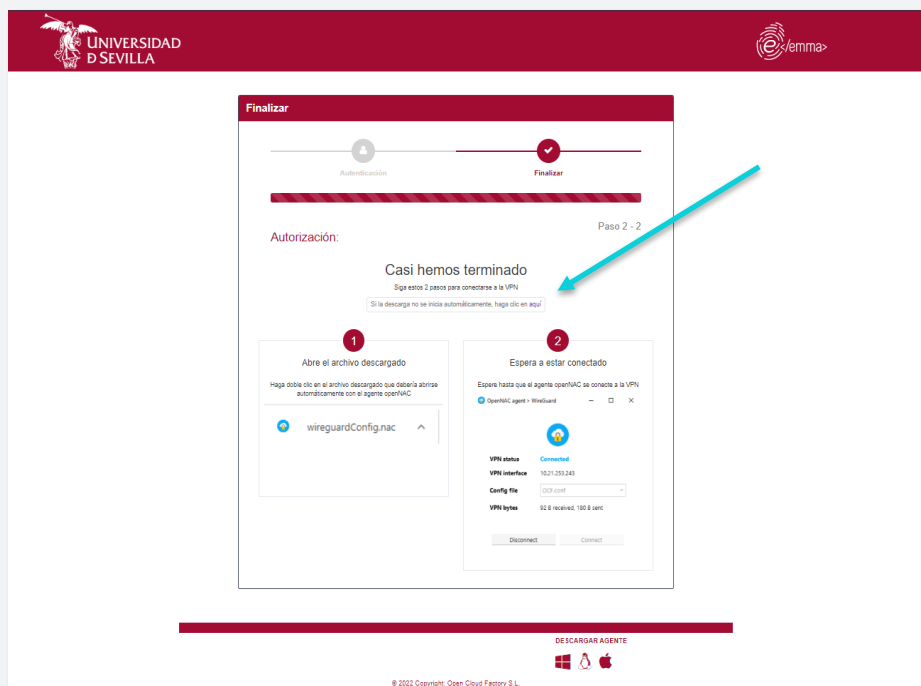 UNIVERSIDAD
D SEVILLA
e </emma>
Finalizar
Autenticación
Finalizar
Paso 2 - 2
Autorización:
Casi hemos terminado
Siga estos 2 pasos para conectarse a la VPN
Si la descarga no se inicia automáticamente, haga clic en aquí
1
Abre el archivo descargado
Haga doble clic en el archivo descargado que debería abrirse
automáticamente con el agente openNAC
wireguardConfig.nac
2
Espera a estar conectado
Espere hasta que el agente openNAC se conecte a la VPN
OpenNAC agent > WireGuard
VPN status Connected
VPN interface 10.21.253.243
Config file OCF.conf
VPN bytes 92 B received, 180 B sent
Disconnect Connect
DESCARGAR AGENTE
© 2022 Copyright: Open Cloud Factory S.L.